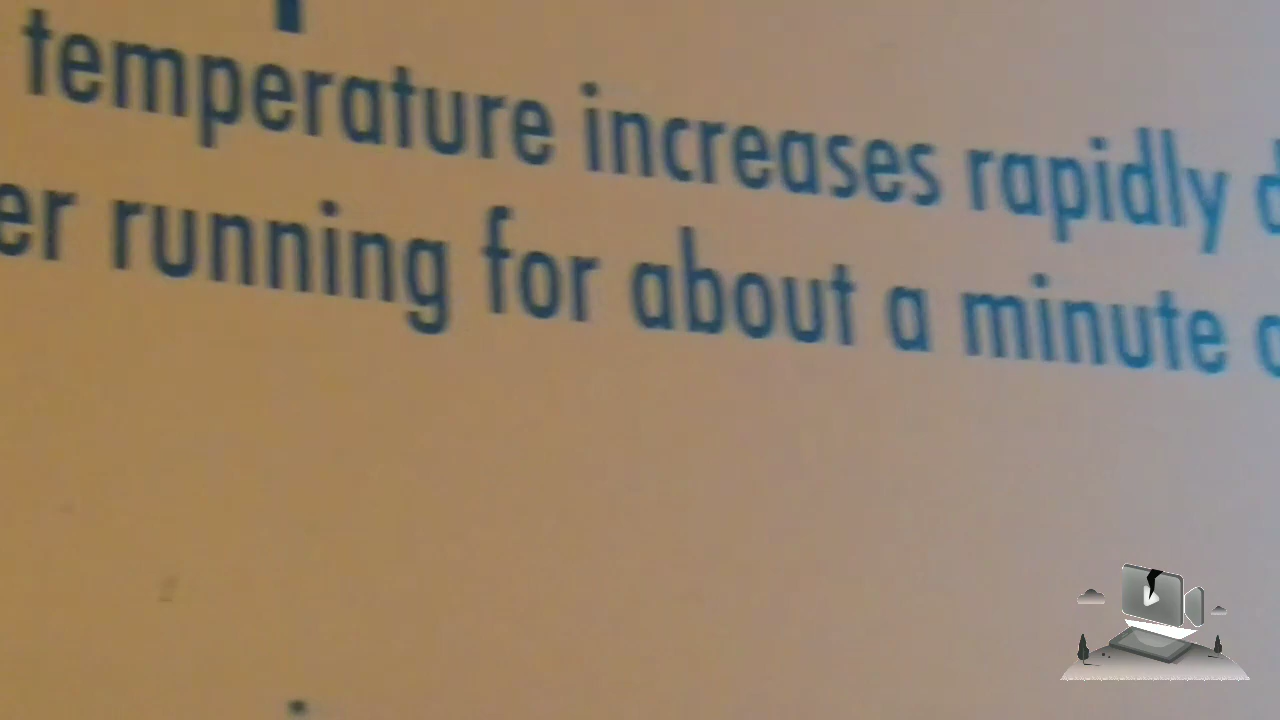 temperature increases rapidly
running for about a minute